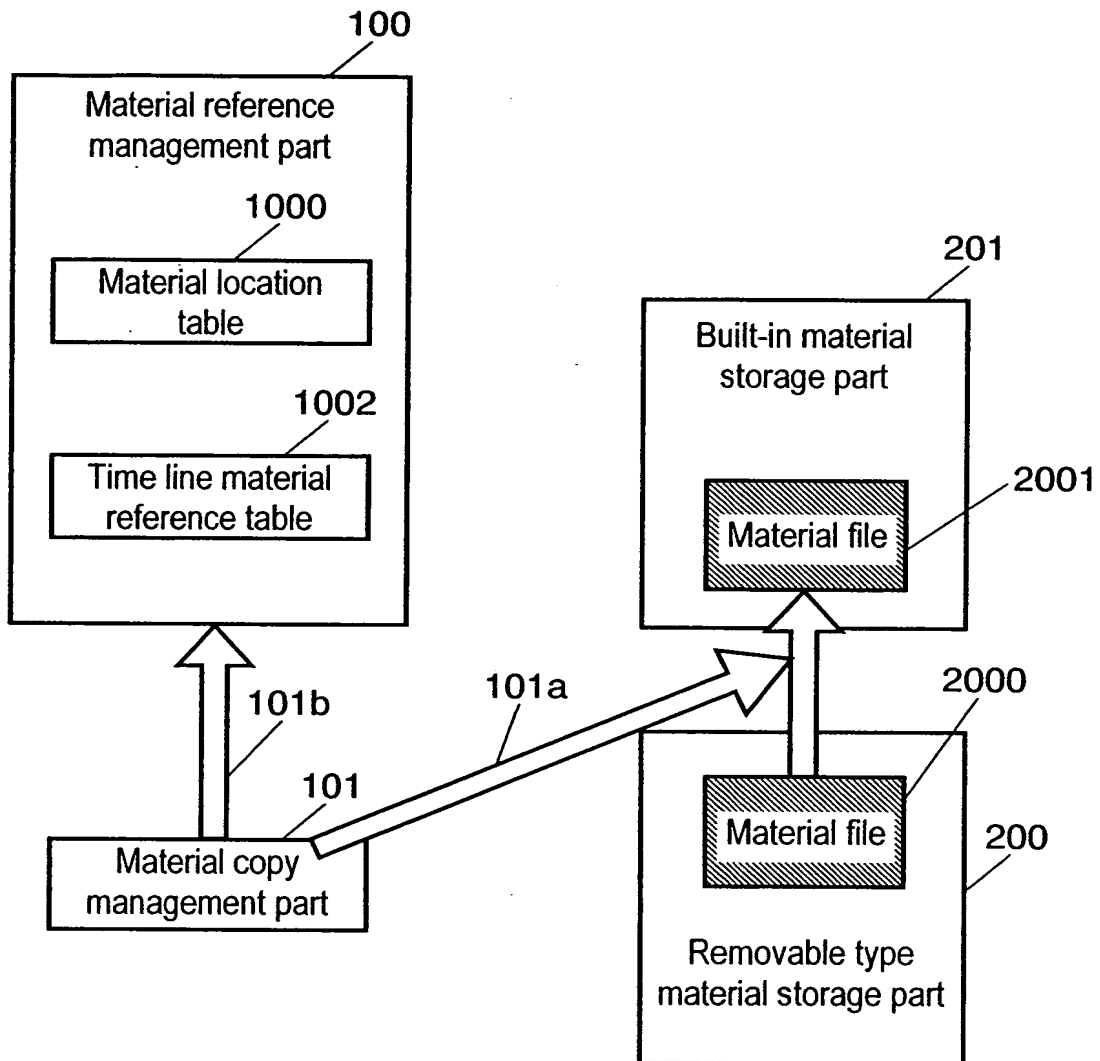 100
Material reference
management part
1000
Material location
table
1002
Time line material
reference table
201
Built-in material
storage part
2001
Material file
101b
101a
2000
Material file
200
101
Material copy
management part
Removable type
material storage part